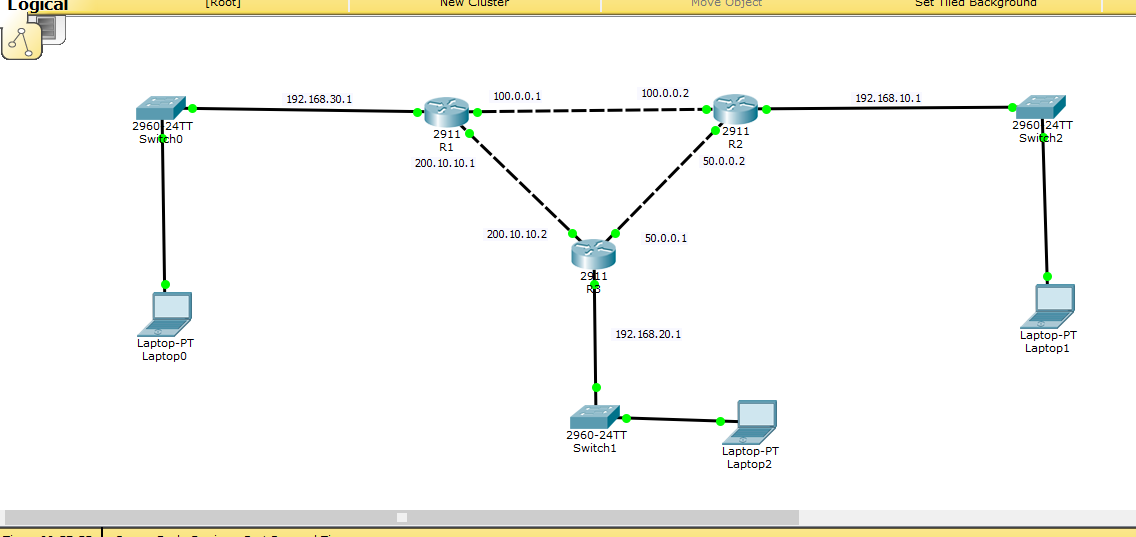 Logical
[Root]
New Cluster
Move Object
Set Tiled Background
192.168.30.1
100.0.0.1
100.0.0.2
192.168.10.1
2960-24TT
Switch0
2911
R1
2911
R2
2960-24TT
Switch2
200.10.10.1
50.0.0.2
200.10.10.2
50.0.0.1
2911
R3
192.168.20.1
Laptop-PT
Laptop0
Laptop-PT
Laptop1
2960-24TT
Switch1
Laptop-PT
Laptop2